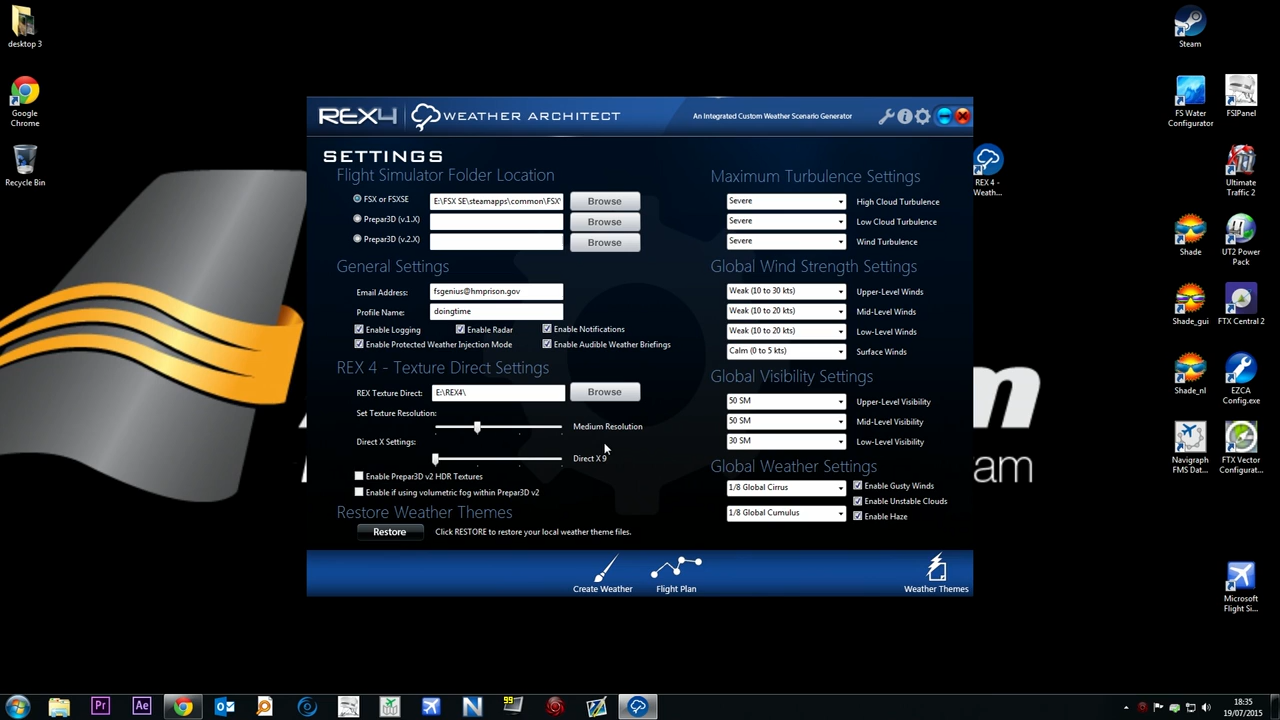 desktop 3
Google
Chrome
Recycle Bin
REX4 WEATHER ARCHITECT
An Integrated Custom Weather Scenario Generator
SETTINGS
Flight Simulator Folder Location
FSX or FSXSE E:\FSX SE\steamapps\common\FSX\ Browse
Prepar3D (v.1.X) Browse
Prepar3D (v.2.X) Browse
General Settings
Email Address: fsgenius@hmprison.gov
Profile Name: doingtime
Enable Logging Enable Radar Enable Notifications
Enable Protected Weather Injection Mode Enable Audible Weather Briefings
REX 4 - Texture Direct Settings
REX Texture Direct: E:\REX4\ Browse
Set Texture Resolution:
Medium Resolution
Direct X Settings:
Direct X 9
Enable Prepar3D v2 HDR Textures
Enable if using volumetric fog within Prepar3D v2
Restore Weather Themes
Restore Click RESTORE to restore your local weather theme files.
Maximum Turbulence Settings
Severe High Cloud Turbulence
Severe Low Cloud Turbulence
Severe Wind Turbulence
Global Wind Strength Settings
Weak (10 to 30 kts) Upper-Level Winds
Weak (10 to 20 kts) Mid-Level Winds
Weak (10 to 20 kts) Low-Level Winds
Calm (0 to 5 kts) Surface Winds
Global Visibility Settings
50 SM Upper-Level Visibility
50 SM Mid-Level Visibility
30 SM Low-Level Visibility
Global Weather Settings
1/8 Global Cirrus Enable Gusty Winds
Enable Unstable Clouds
1/8 Global Cumulus Enable Haze
Create Weather Flight Plan Weather Themes
REX 4 -
Weath...
m
am
Steam
FS Water
Configurator
FSIPanel
Ultimate
Traffic 2
Shade
UT2 Power
Pack
Shade_gui
FTX Central 2
Shade_nl
EZCA
Config.exe
Navigraph
FMS Dat...
FTX Vector
Configurat...
Microsoft
Flight Si...
Pr
Ae
99
18:35
19/07/2015